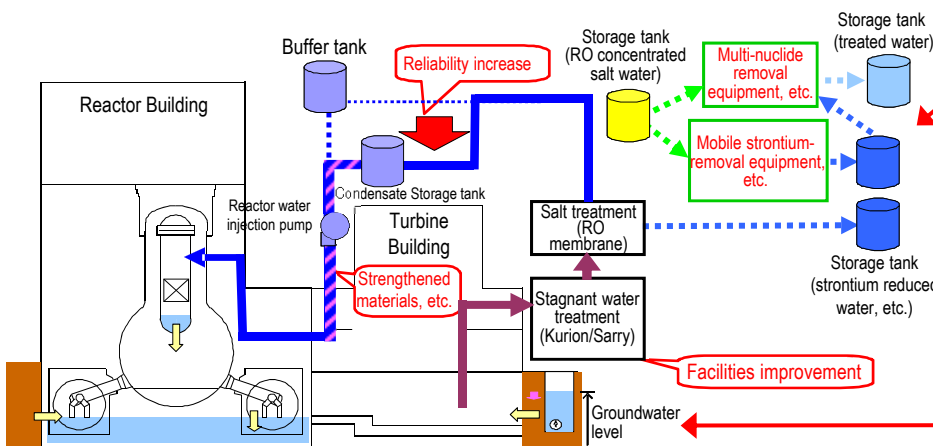 Buffer tank
Reliability increase
Storage tank
(RO concentrated
salt water)
Storage tank
(treated water)
Multi-nuclide
removal
equipment, etc.
Reactor Building
Mobile strontium-
removal equipment,
etc.
Condensate Storage tank
Reactor water
injection pump
Turbine
Building
Salt treatment
(RO
membrane)
Strengthened
materials, etc.
Stagnant water
treatment
(Kurion/Sarry)
Storage tank
(strontium reduced
water, etc.)
Facilities improvement
Groundwater
level